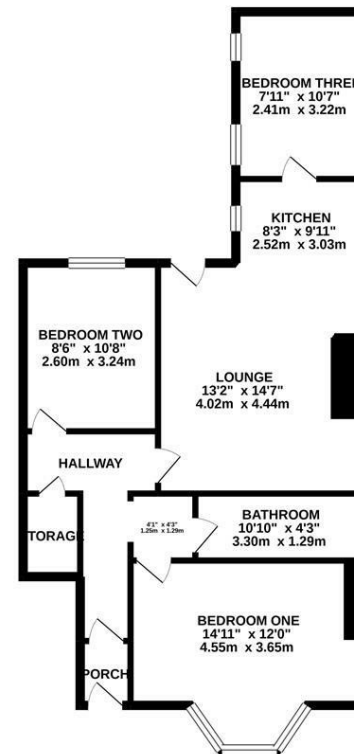 BEDROOM THREE
7'11" x 10'7"
2.41m x 3.22m
KITCHEN
8'3" x 9'11"
2.52m x 3.03m
BEDROOM TWO
8'6" x 10'8"
2.60m x 3.24m
LOUNGE
13'2" x 14'7"
4.02m x 4.44m
HALLWAY
4'1" x 4'3"
1.25m x 1.29m
TORAGE
BATHROOM
10'10" x 4'3"
3.30m x 1.29m
BEDROOM ONE
14'11" x 12'0"
4.55m x 3.65m
PORCH